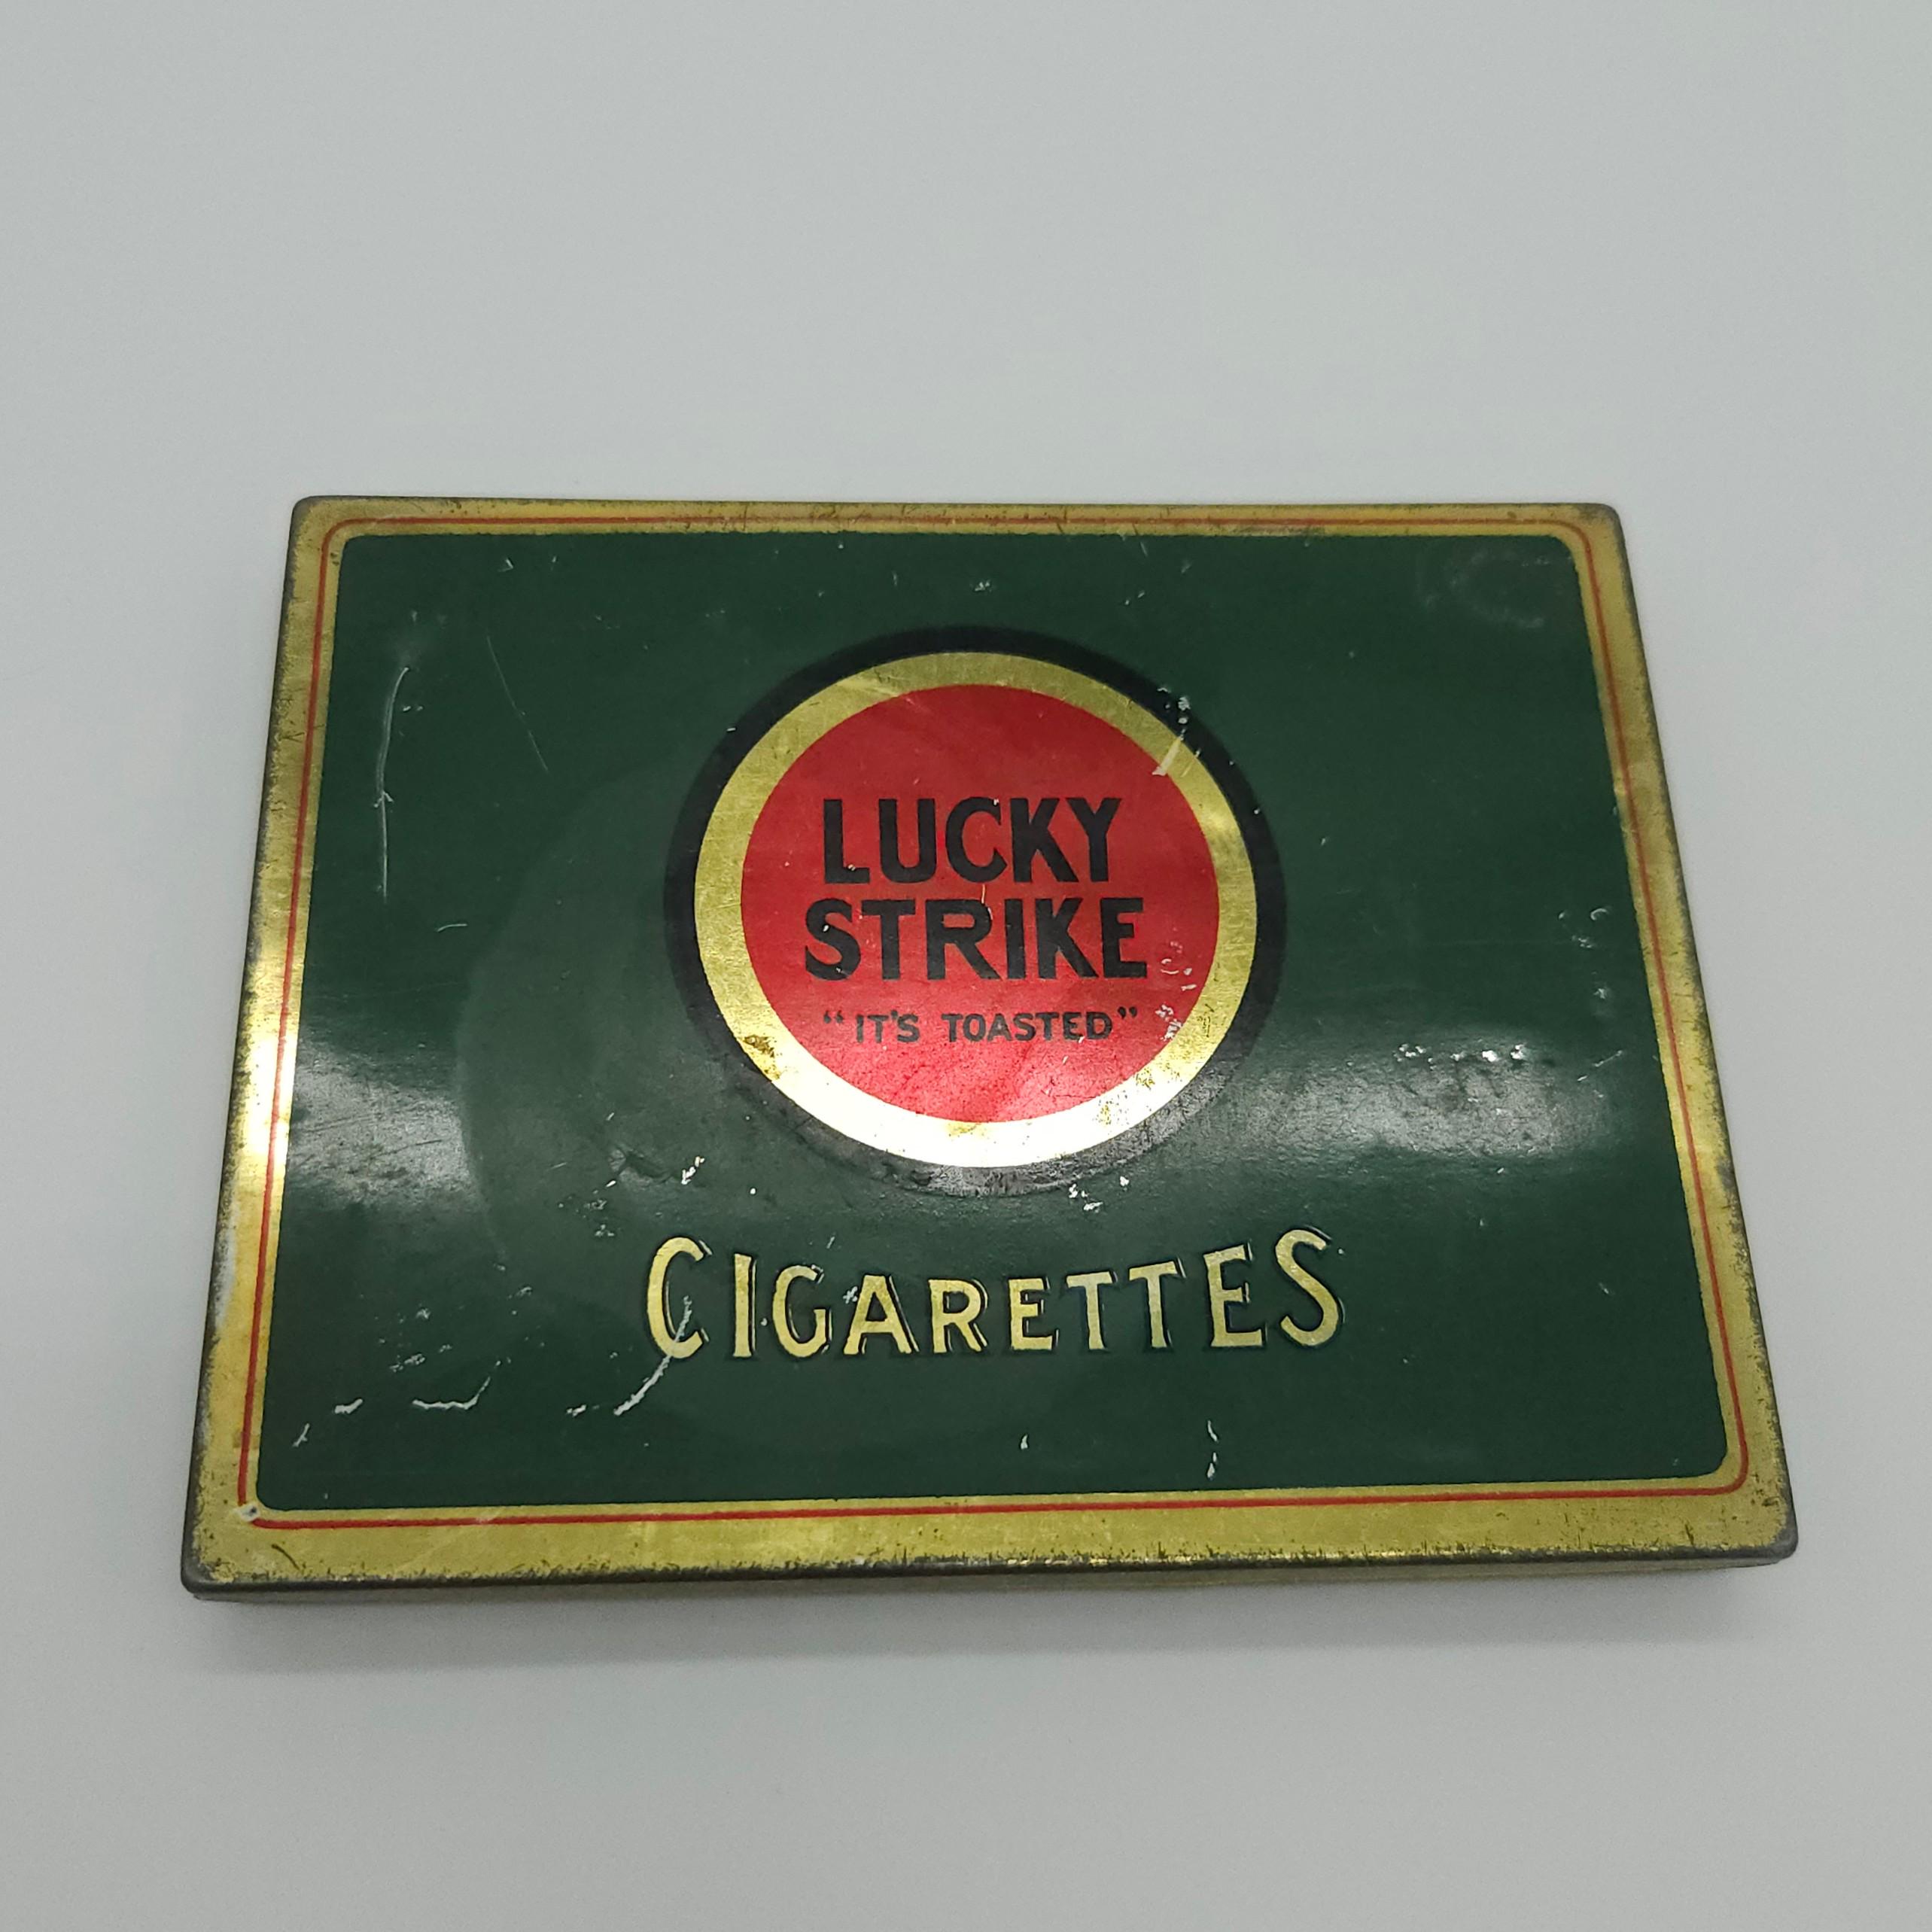 LUCKY
STRIKE
“IT'S TOASTED”
CIGARETTES